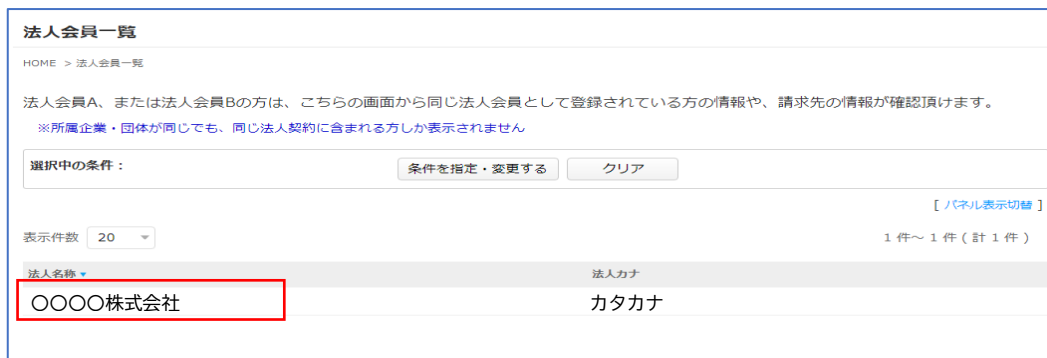 法人会員一覧
HOME > 法人会員一覧
法人会員A、または法人会員Bの方は、こちらの画面から同じ法人会員として登録されている方の情報や、請求先の情報が確認頂けます。
※所属企業・団体が同じでも、同じ法人契約に含まれる方しか表示されません
選択中の条件： 条件を指定・変更する クリア
[ パネル表示切替 ]
表示件数 20 1 件～ 1 件 ( 計 1 件 )
法人名称 法人カナ
〇〇〇〇株式会社 カタカナ